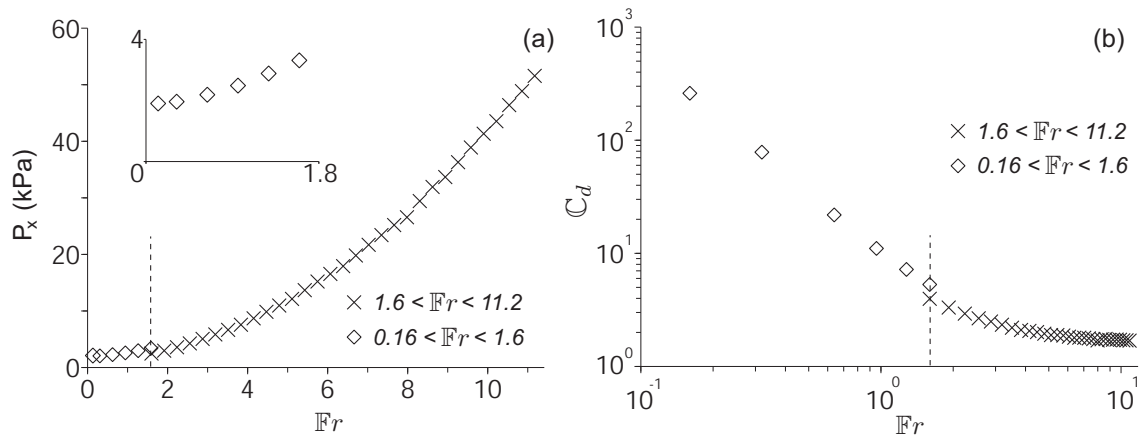 (a)
60
40
20
0
P_x (kPa)
4
0
1.8
× 1.6 < 𝔽r < 11.2
◇ 0.16 < 𝔽r < 1.6
0 2 4 6 8 10
𝔽r
(b)
10^3
10^2
10^1
10^0
ℂ_d
× 1.6 < 𝔽r < 11.2
◇ 0.16 < 𝔽r < 1.6
10^-1 10^0 10^1
𝔽r